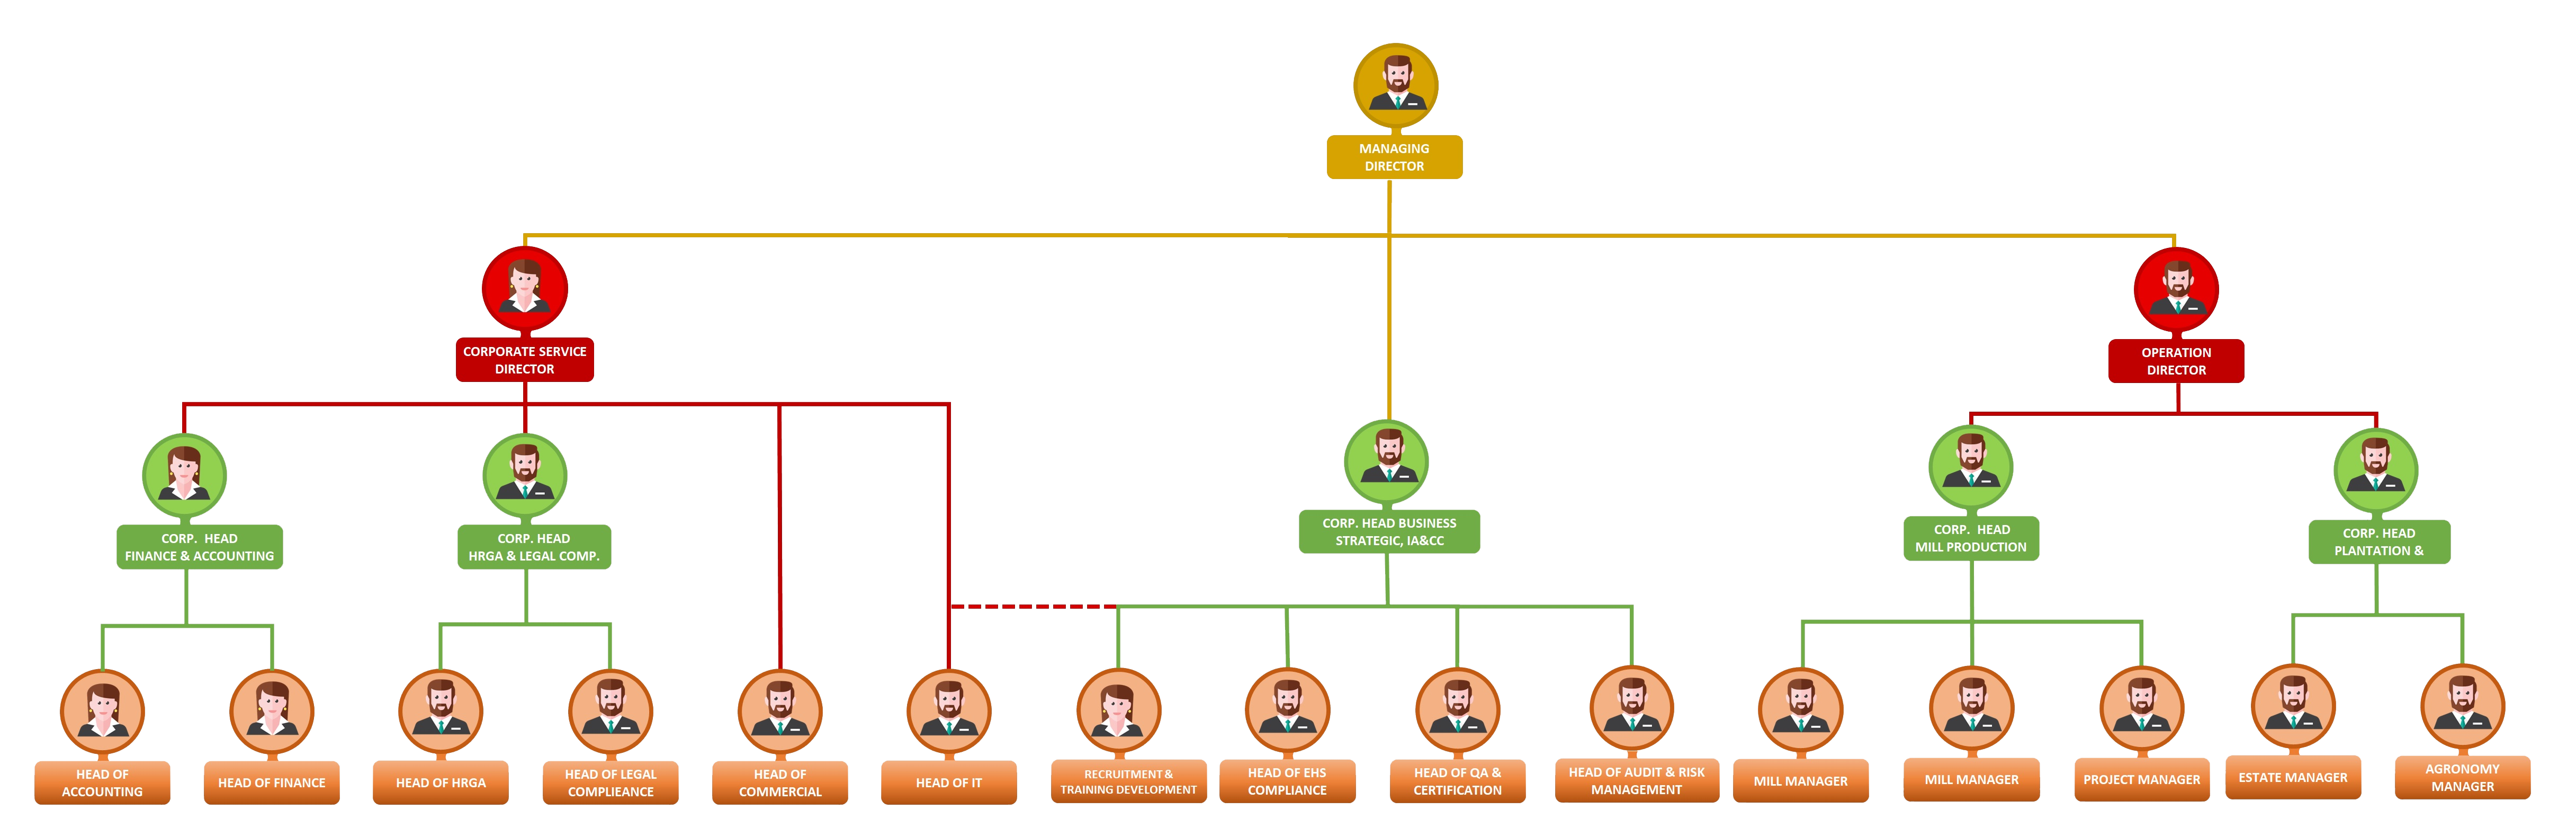 MANAGING
DIRECTOR
CORPORATE SERVICE
DIRECTOR
OPERATION
DIRECTOR
CORP. HEAD
FINANCE & ACCOUNTING
CORP. HEAD
HRGA & LEGAL COMP.
CORP. HEAD BUSINESS
STRATEGIC, IA&CC
CORP. HEAD
MILL PRODUCTION
CORP. HEAD
PLANTATION &
HEAD OF
ACCOUNTING
HEAD OF FINANCE
HEAD OF HRGA
HEAD OF LEGAL
COMPLIEANCE
HEAD OF
COMMERCIAL
HEAD OF IT
RECRUITMENT &
TRAINING DEVELOPMENT
HEAD OF EHS
COMPLIANCE
HEAD OF QA &
CERTIFICATION
HEAD OF AUDIT & RISK
MANAGEMENT
MILL MANAGER
MILL MANAGER
PROJECT MANAGER
ESTATE MANAGER
AGRONOMY
MANAGER